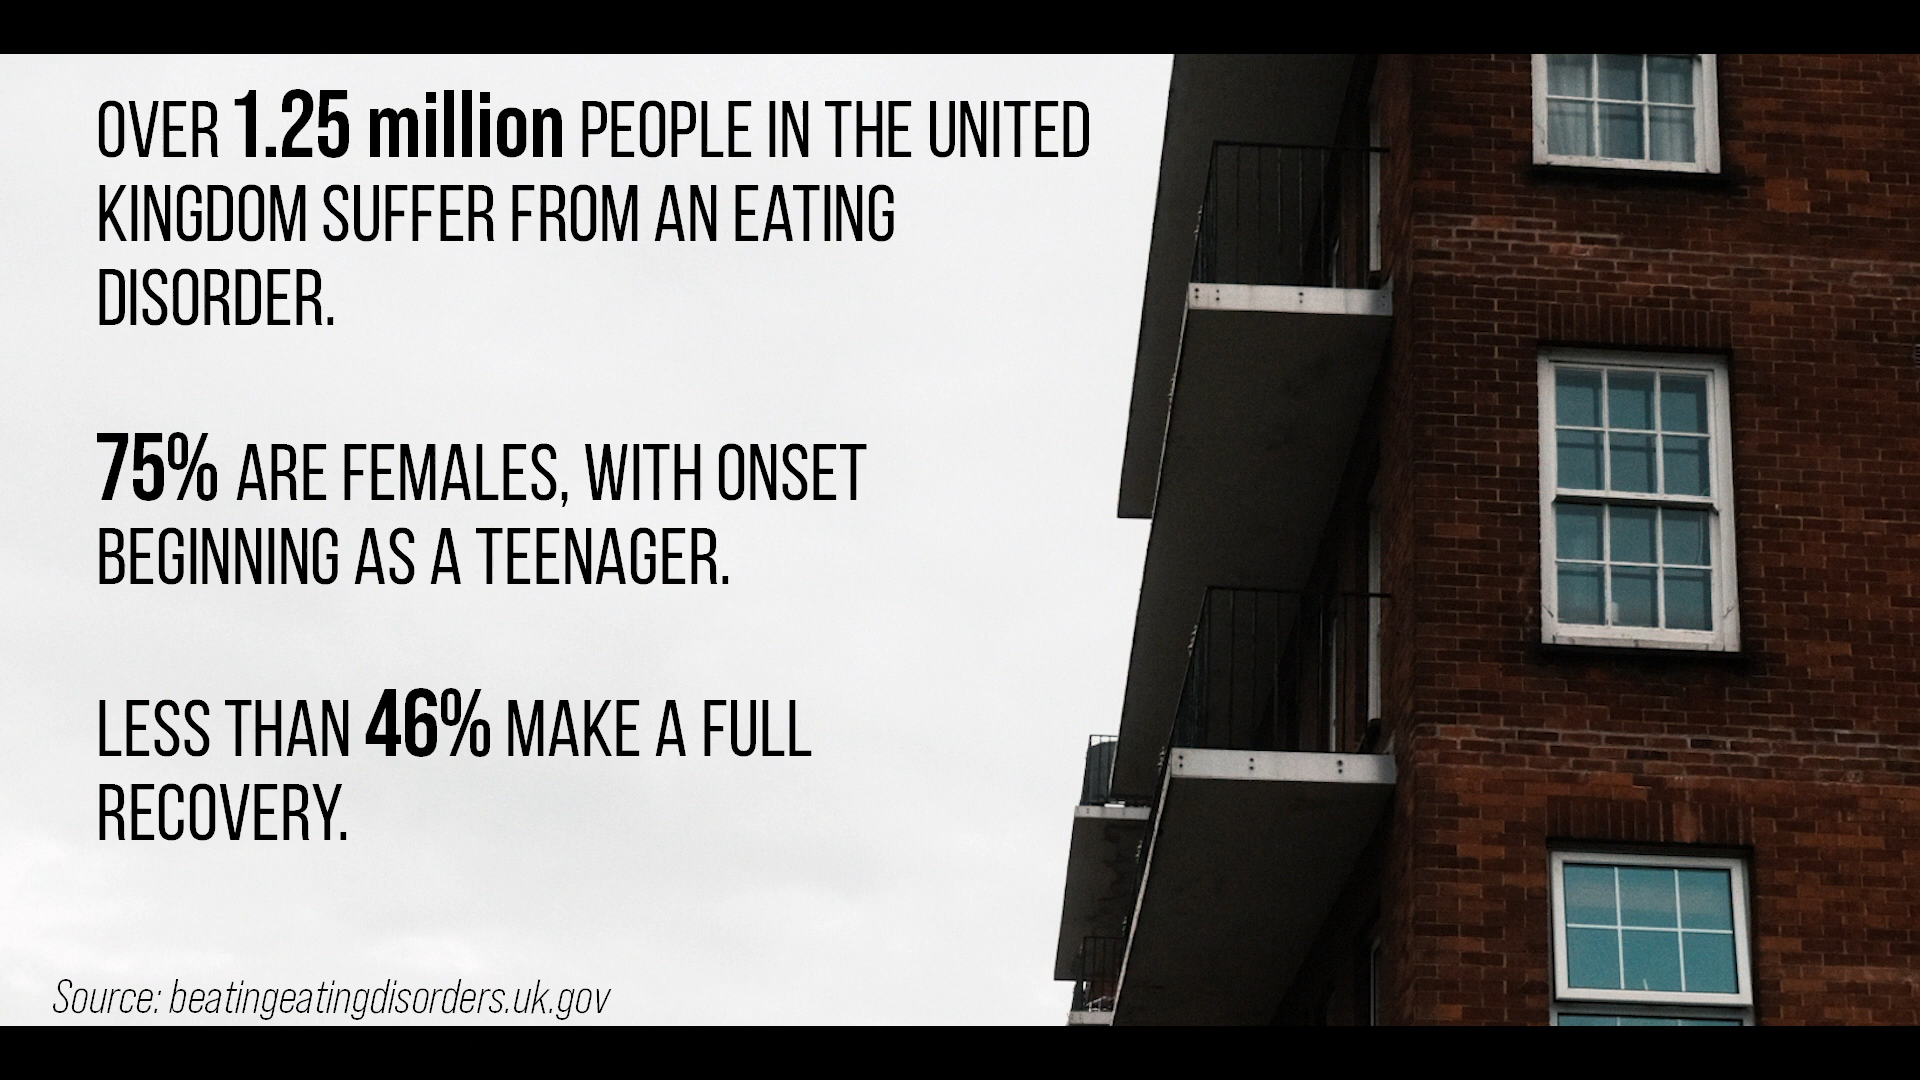 OVER 1.25 million PEOPLE IN THE UNITED
KINGDOM SUFFER FROM AN EATING
DISORDER.
75% ARE FEMALES, WITH ONSET
BEGINNING AS A TEENAGER.
LESS THAN 46% MAKE A FULL
RECOVERY.
Source: beatingeatingdisorders.uk.gov